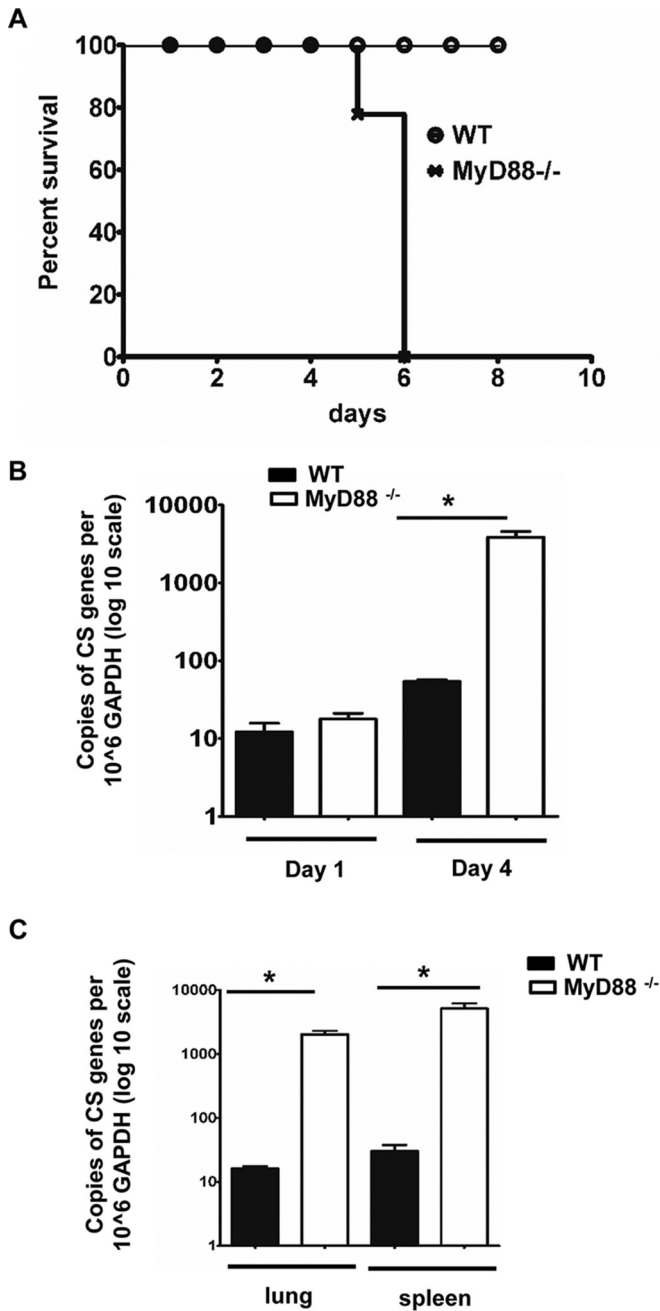 A
100
80
60
40
20
0
Percent survival
WT
MyD88-/-
0 2 4 6 8 10
days
B
WT
MyD88 -/-
*
10000
1000
100
10
1
Copies of CS genes per
10^6 GAPDH (log 10 scale)
Day 1 Day 4
C
WT
MyD88 -/-
* *
10000
1000
100
10
1
Copies of CS genes per
10^6 GAPDH (log 10 scale)
lung spleen